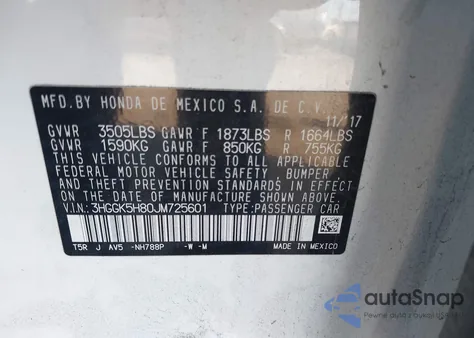 MFD.BY HONDA DE MEXICO S.A. DE C.V.
11/17
GVWR 3505LBS GAWR F 1873LBS R 1664LBS
GVWR 1590KG GAWR F 850KG R 755KG
THIS VEHICLE CONFORMS TO ALL APPLICABLE
FEDERAL MOTOR VEHICLE SAFETY, BUMPER
AND THEFT PREVENTION STANDARDS IN EFFECT
ON THE DATE OF MANUFACTURE SHOWN ABOVE.
V.I.N.: 3HGGK5H80JM725601 TYPE:PASSENGER CAR
T5R J AV5 -NH788P -W -M MADE IN MEXICO
autoSnap